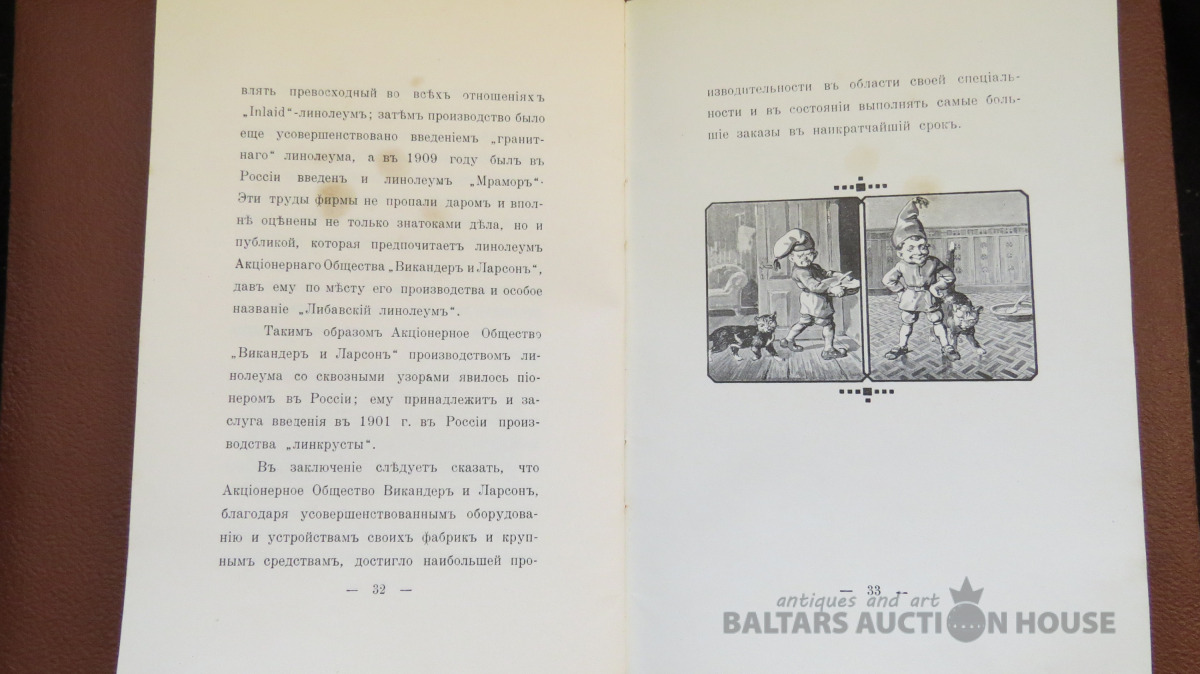 влять превосходный во всѣхъ отношеніяхъ
„Inlaid“-линолеумъ; затѣмъ производство было
еще усовершенствовано введеніемъ „гранит-
наго“ линолеума, а въ 1909 году былъ въ
Россіи введенъ и линолеумъ „Мраморъ“.
Эти труды фирмы не пропали даромъ и впол-
нѣ оцѣнены не только знатоками дѣла, но и
публикой, которая предпочитаетъ линолеумъ
Акціонернаго Общества „Викандеръ и Ларсонъ“,
давъ ему по мѣсту его производства и особое
названіе „Либавскій линолеумъ“.
Такимъ образомъ Акціонерное Общество
„Викандеръ и Ларсонъ“ производствомъ ли-
нолеума со сквозными узорами явилось піо-
неромъ въ Россіи; ему принадлежитъ и за-
слуга введенія въ 1901 г. въ Россіи произ-
водства „линкрусты“.
Въ заключеніе слѣдуетъ сказать, что
Акціонерное Общество Викандеръ и Ларсонъ,
благодаря усовершенствованнымъ оборудова-
нію и устройствамъ своихъ фабрикъ и круп-
нымъ средствамъ, достигло наибольшей про-
— 32 —
изводительности въ области своей спеціаль-
ности и въ состояніи выполнять самые боль-
шіе заказы въ наикратчайшій срокъ.
— 33 —
antiques and art
BALTARS AUCTION HOUSE